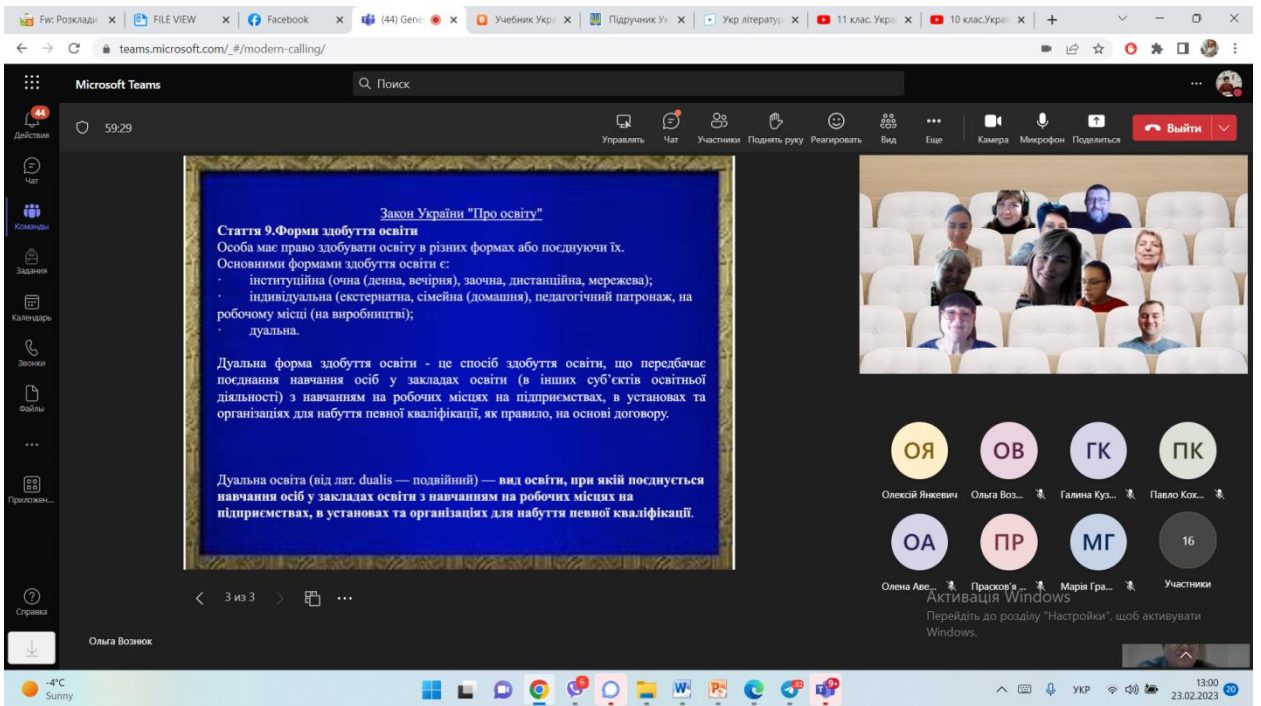 Fw: Розклади
FILE VIEW
Facebook
(44) Gener
Учебник Укра
Підручник Ук
Укр літератур
11 клас. Укра
10 клас.Украї
teams.microsoft.com/_#/modern-calling/
Microsoft Teams
Поиск
44
Действия
Чат
Команды
Задания
Календарь
Звонки
Файлы
Приложен...
Справка
59:29
Управлять
Чат
Участники
Поднять руку
Реагировать
Вид
Еще
Камера
Микрофон
Поделиться
Выйти
Закон України "Про освіту"
Стаття 9.Форми здобуття освіти
Особа має право здобувати освіту в різних формах або поєднуючи їх.
Основними формами здобуття освіти є:
· інституційна (очна (денна, вечірня), заочна, дистанційна, мережева);
· індивідуальна (екстернатна, сімейна (домашня), педагогічний патронаж, на
робочому місці (на виробництві);
· дуальна.
Дуальна форма здобуття освіти - це спосіб здобуття освіти, що передбачає
поєднання навчання осіб у закладах освіти (в інших суб’єктів освітньої
діяльності) з навчанням на робочих місцях на підприємствах, в установах та
організаціях для набуття певної кваліфікації, як правило, на основі договору.
Дуальна освіта (від лат. dualis — подвійний) — вид освіти, при якій поєднується
навчання осіб у закладах освіти з навчанням на робочих місцях на
підприємствах, в установах та організаціях для набуття певної кваліфікації.
3 из 3
Ольга Вознюк
ОЯ
ОВ
ГК
ПК
Олексій Янкевич
Ольга Воз...
Галина Куз...
Павло Кох...
ОА
ПР
МГ
16
Олена Аве...
Прасков'я ...
Марія Гра...
Участники
Активація Windows
Перейдіть до розділу "Настройки", щоб активувати
Windows.
-4°C
Sunny
6
9+
УКР
13:00
23.02.2023
20